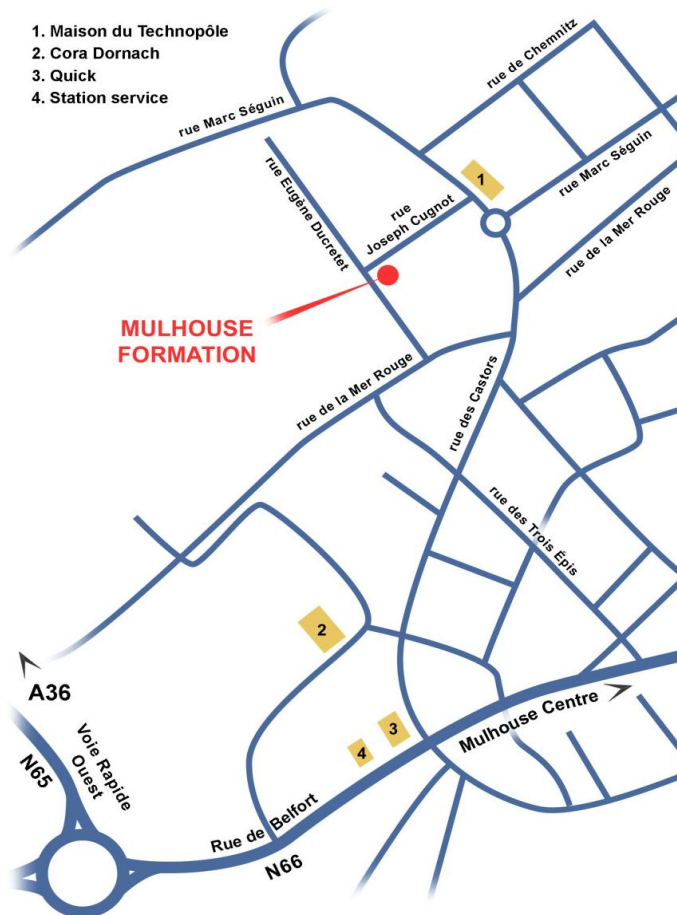 1. Maison du Technopôle
2. Cora Dornach
3. Quick
4. Station service
rue de Chemnitz
rue Marc Séguin
rue Eugène Ducretet
rue
Joseph Cugnot
1
rue Marc Séguin
rue de la Mer Rouge
MULHOUSE
FORMATION
rue de la Mer Rouge
rue des Castors
rue des Trois Épis
2
A36
N65
Voie Rapide
Ouest
3
4
Mulhouse Centre
Rue de Belfort
N66